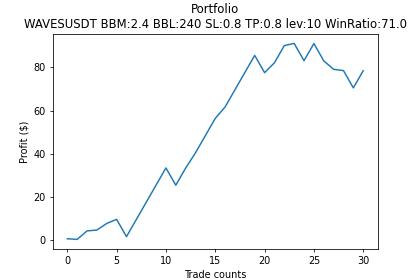 Portfolio
WAVESUSDT BBM:2.4 BBL:240 SL:0.8 TP:0.8 lev:10 WinRatio:71.0
80
60
40
20
0
Profit ($)
0 5 10 15 20 25 30
Trade counts